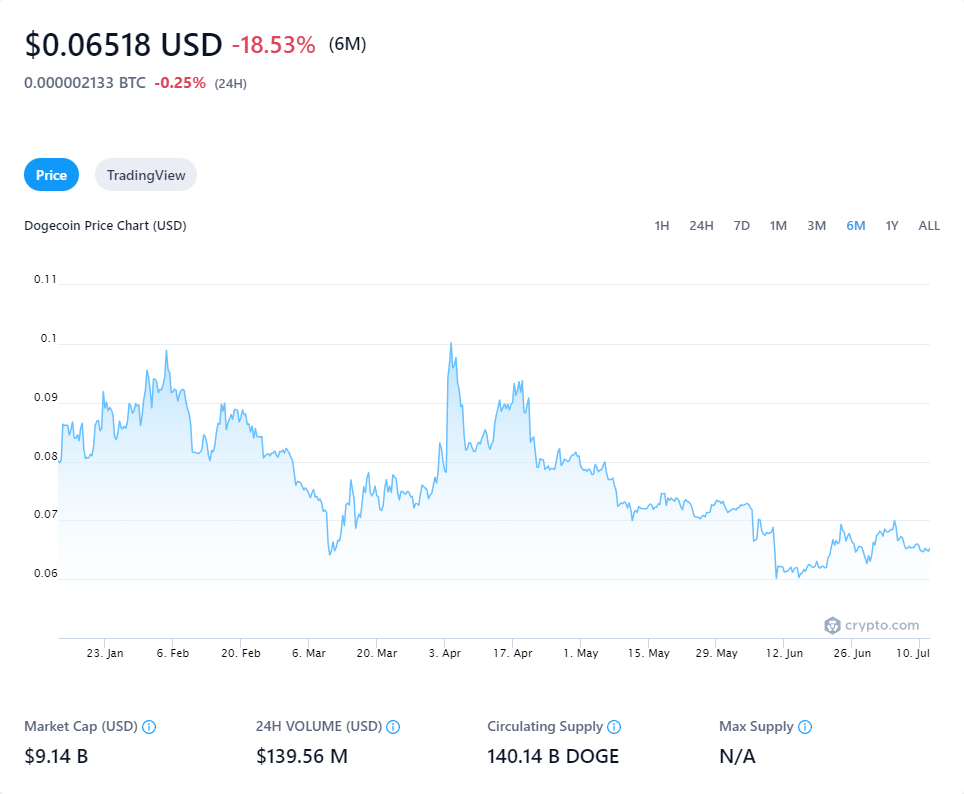 $0.06518 USD -18.53% (6M)
0.000002133 BTC -0.25% (24H)
Price TradingView
Dogecoin Price Chart (USD) 1H 24H 7D 1M 3M 6M 1Y ALL
0.11
0.1
0.09
0.08
0.07
0.06
crypto.com
23. Jan 6. Feb 20. Feb 6. Mar 20. Mar 3. Apr 17. Apr 1. May 15. May 29. May 12. Jun 26. Jun 10. Jul
Market Cap (USD) 24H VOLUME (USD) Circulating Supply Max Supply
$9.14 B $139.56 M 140.14 B DOGE N/A